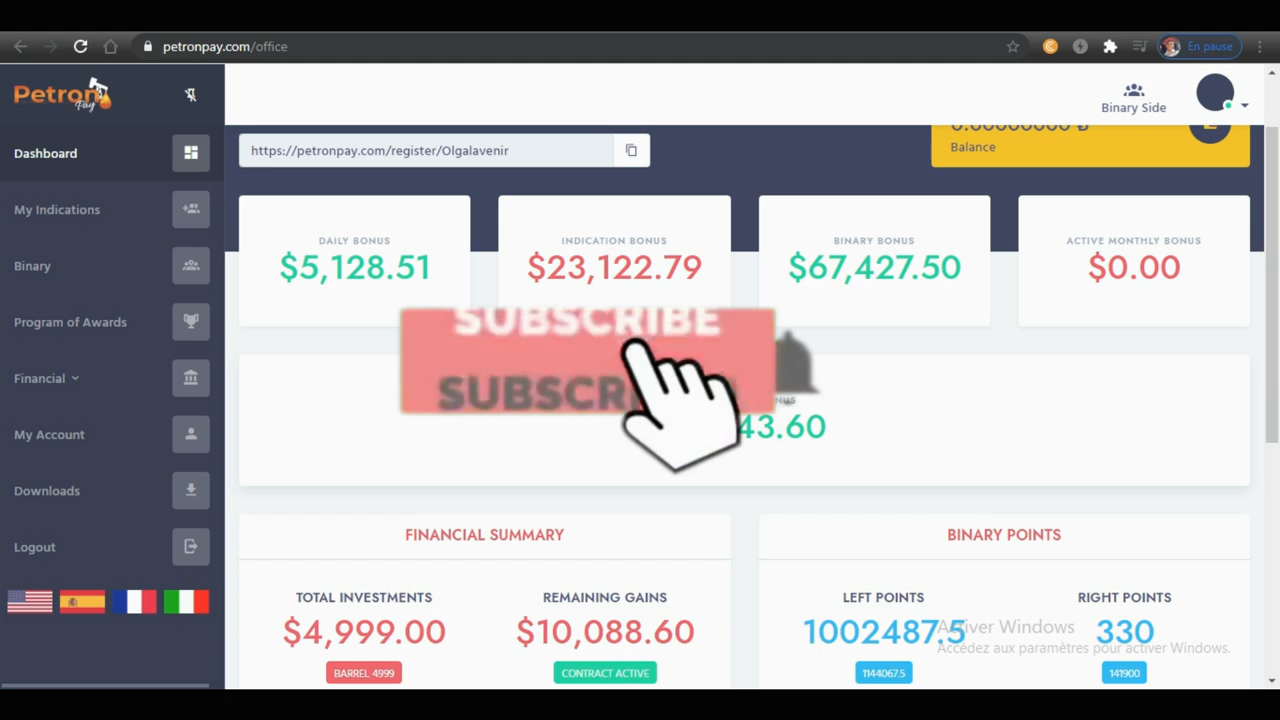 petronpay.com/office
En pause
Petron
Pay
Binary Side
Dashboard
https://petronpay.com/register/Olgalavenir
Balance
My Indications
Binary
Program of Awards
Financial
My Account
Downloads
Logout
DAILY BONUS
$5,128.51
INDICATION BONUS
$23,122.79
BINARY BONUS
$67,427.50
ACTIVE MONTHLY BONUS
$0.00
SUBSCRIBE
43.60
FINANCIAL SUMMARY
BINARY POINTS
TOTAL INVESTMENTS
REMAINING GAINS
LEFT POINTS
RIGHT POINTS
$4,999.00
$10,088.60
1002487.5
330
BARREL 4999
CONTRACT ACTIVE
1144067.5
141900
Activer Windows
Accédez aux paramètres pour activer Windows.